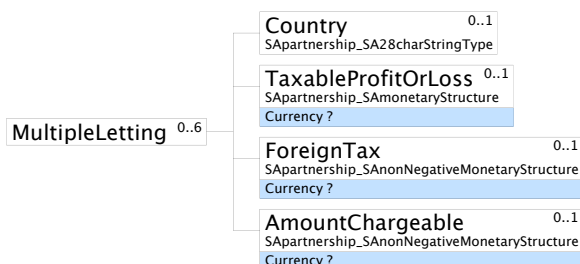 Country 0..1
SApartnership_SA28charStringType
TaxableProfitOrLoss 0..1
SApartnership_SAmonetaryStructure
Currency ?
MultipleLetting 0..6
ForeignTax 0..1
SApartnership_SAnonNegativeMonetaryStructure
Currency ?
AmountChargeable 0..1
SApartnership_SAnonNegativeMonetaryStructure
Currency ?